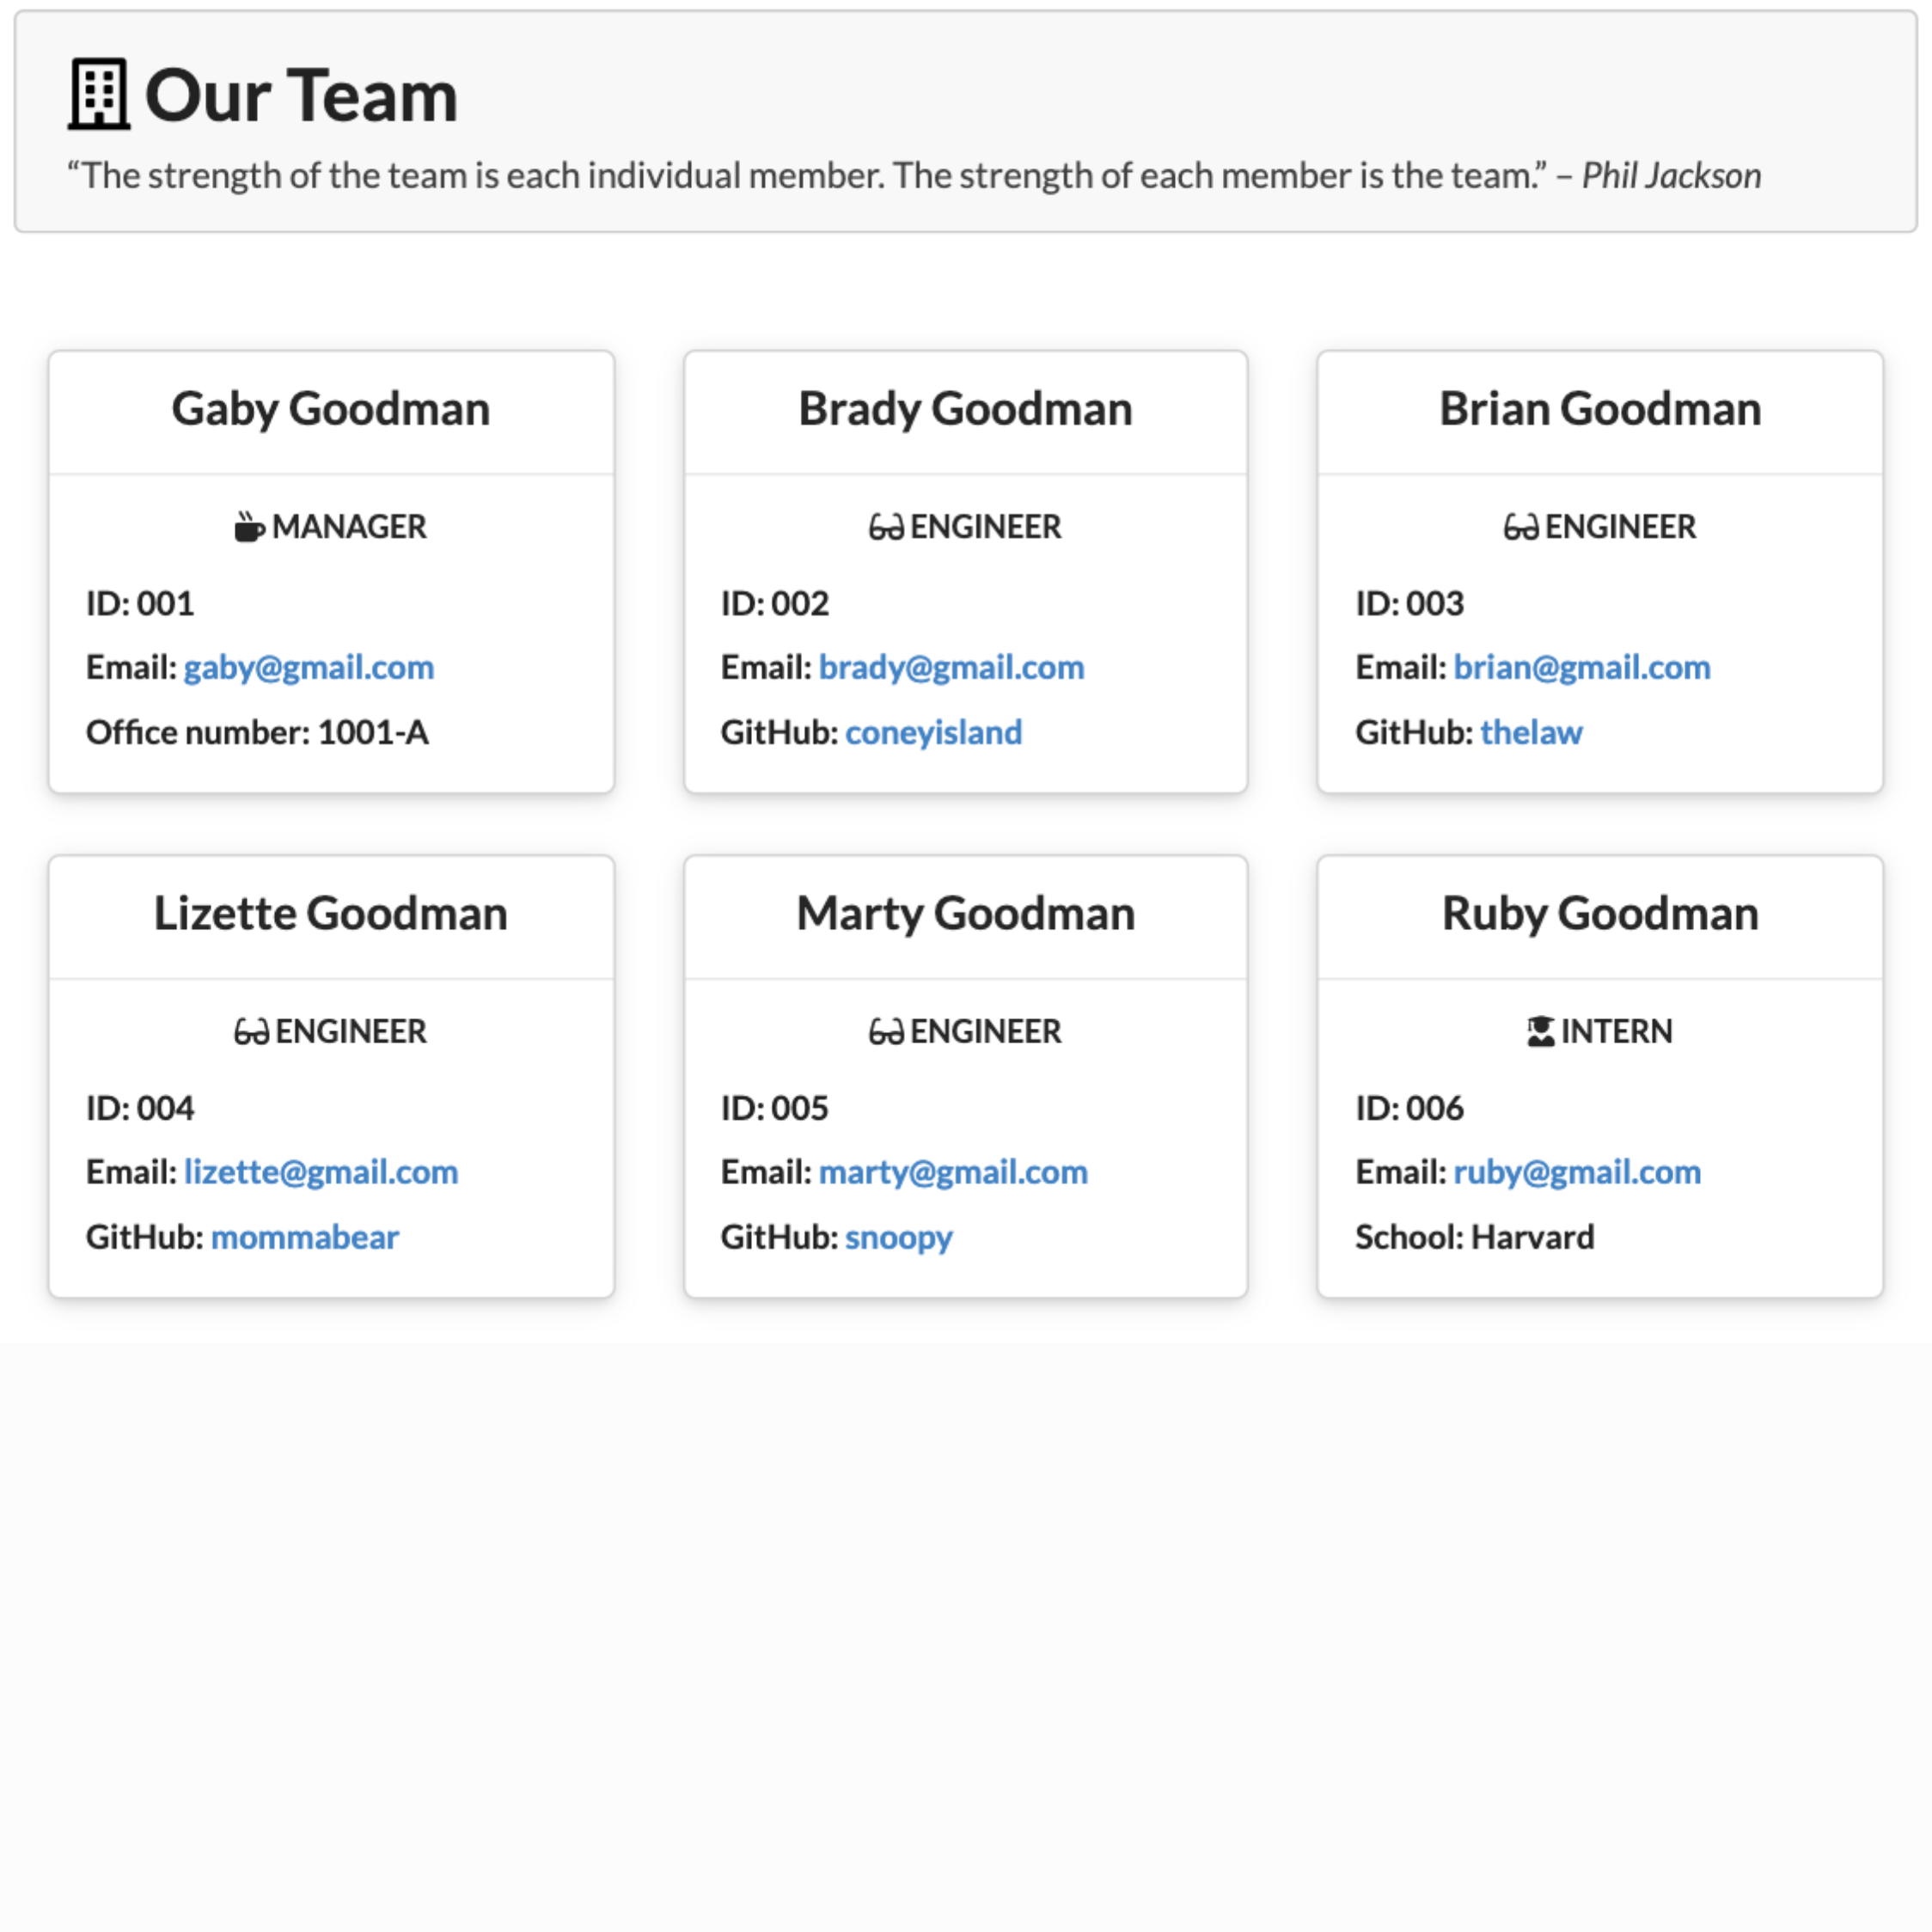 Our Team
“The strength of the team is each individual member. The strength of each member is the team.” – Phil Jackson
Gaby Goodman
MANAGER
ID: 001
Email: gaby@gmail.com
Office number: 1001-A
Brady Goodman
ENGINEER
ID: 002
Email: brady@gmail.com
GitHub: coneyisland
Brian Goodman
ENGINEER
ID: 003
Email: brian@gmail.com
GitHub: thelaw
Lizette Goodman
ENGINEER
ID: 004
Email: lizette@gmail.com
GitHub: mommabear
Marty Goodman
ENGINEER
ID: 005
Email: marty@gmail.com
GitHub: snoopy
Ruby Goodman
INTERN
ID: 006
Email: ruby@gmail.com
School: Harvard